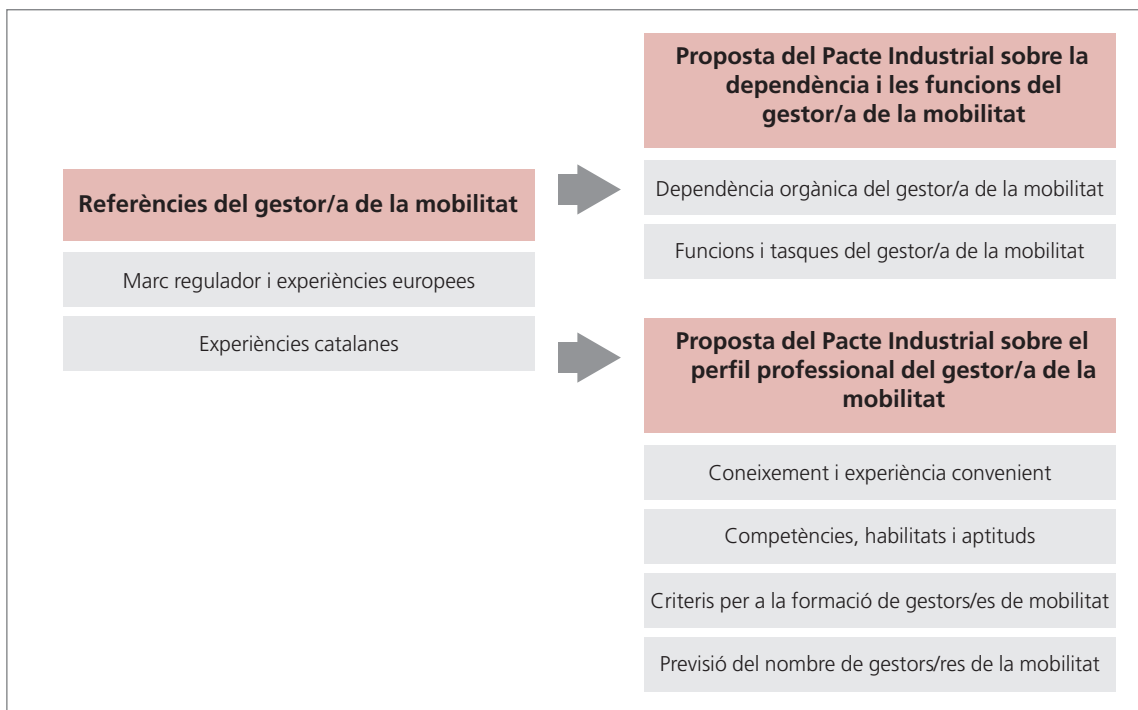 Referències del gestor/a de la mobilitat
Marc regulador i experiències europees
Experiències catalanes
Proposta del Pacte Industrial sobre la
dependència i les funcions del
gestor/a de la mobilitat
Dependència orgànica del gestor/a de la mobilitat
Funcions i tasques del gestor/a de la mobilitat
Proposta del Pacte Industrial sobre el
perfil professional del gestor/a de la
mobilitat
Coneixement i experiència convenient
Competències, habilitats i aptituds
Criteris per a la formació de gestors/es de mobilitat
Previsió del nombre de gestors/res de la mobilitat